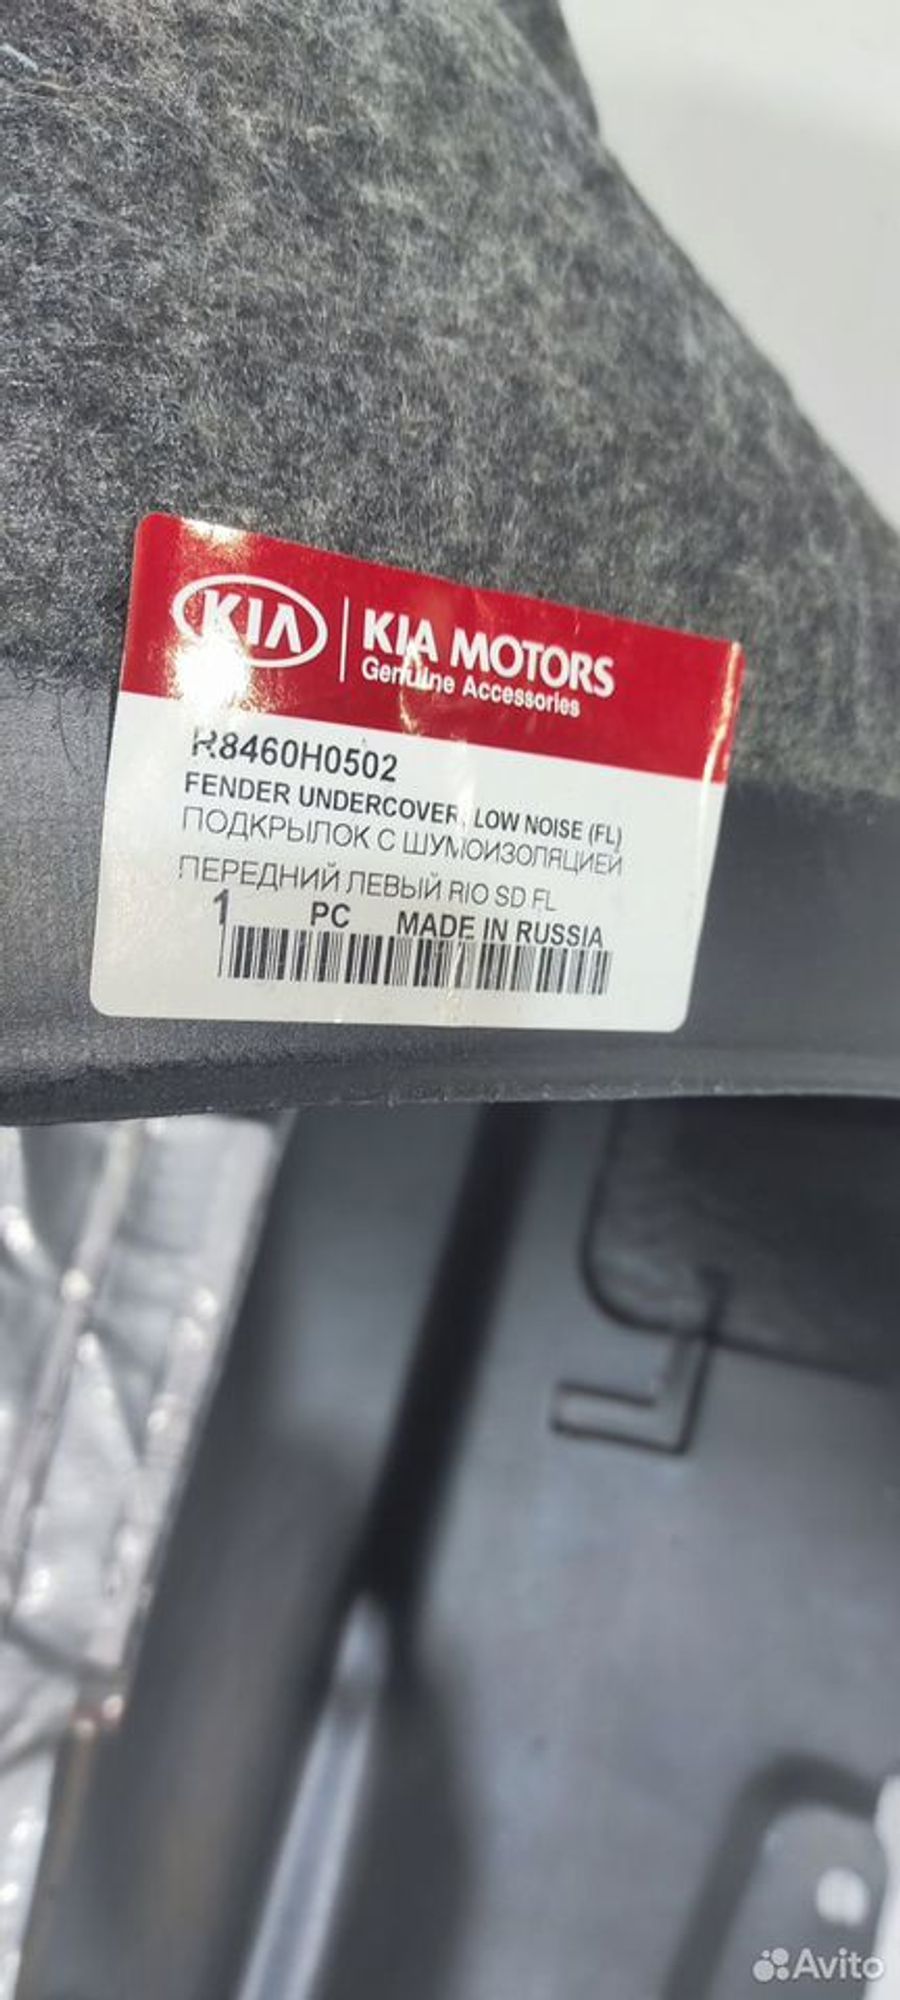 KIA
KIA MOTORS
Genuine Accessories
R8460H0502
FENDER UNDERCOVER, LOW NOISE (FL)
ПОДКРЫЛОК С ШУМОИЗОЛЯЦИЕЙ
ПЕРЕДНИЙ ЛЕВЫЙ RIO SD FL
1 PC MADE IN RUSSIA
Avito